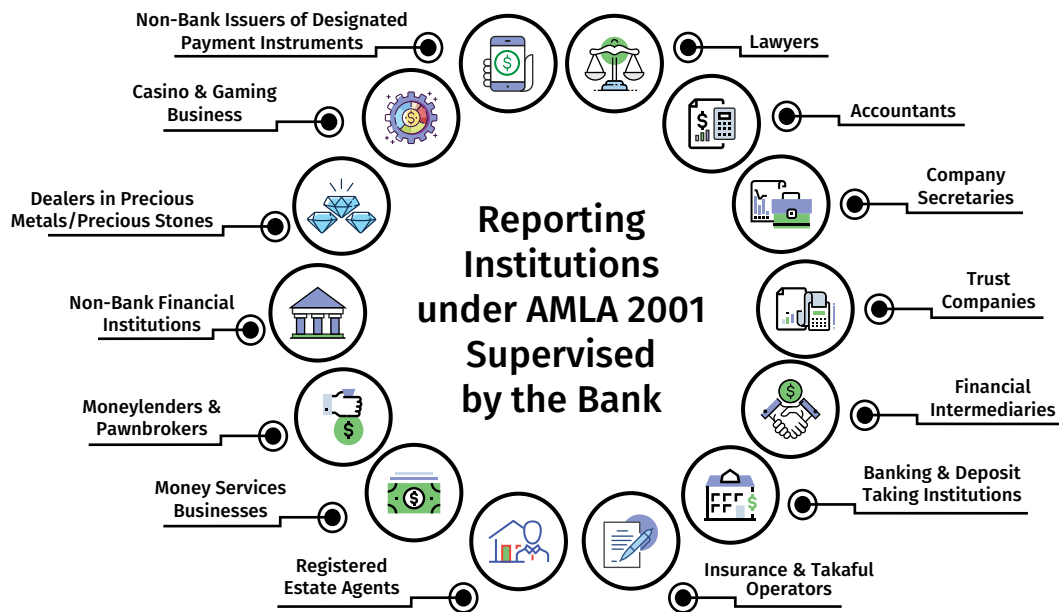 Reporting
Institutions
under AMLA 2001
Supervised
by the Bank
Lawyers
Accountants
Company
Secretaries
Trust
Companies
Financial
Intermediaries
Banking & Deposit
Taking Institutions
Insurance & Takaful
Operators
Registered
Estate Agents
Money Services
Businesses
Moneylenders &
Pawnbrokers
Non-Bank Financial
Institutions
Dealers in Precious
Metals/Precious Stones
Casino & Gaming
Business
Non-Bank Issuers of Designated
Payment Instruments